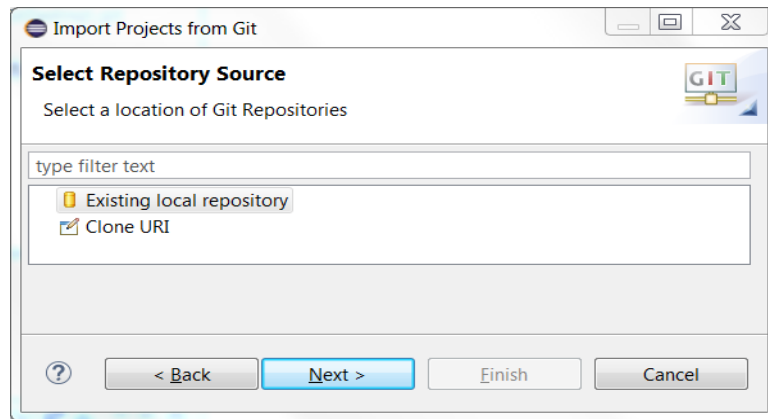 Import Projects from Git
Select Repository Source
Select a location of Git Repositories
GIT
type filter text
Existing local repository
Clone URI
? < Back Next > Finish Cancel